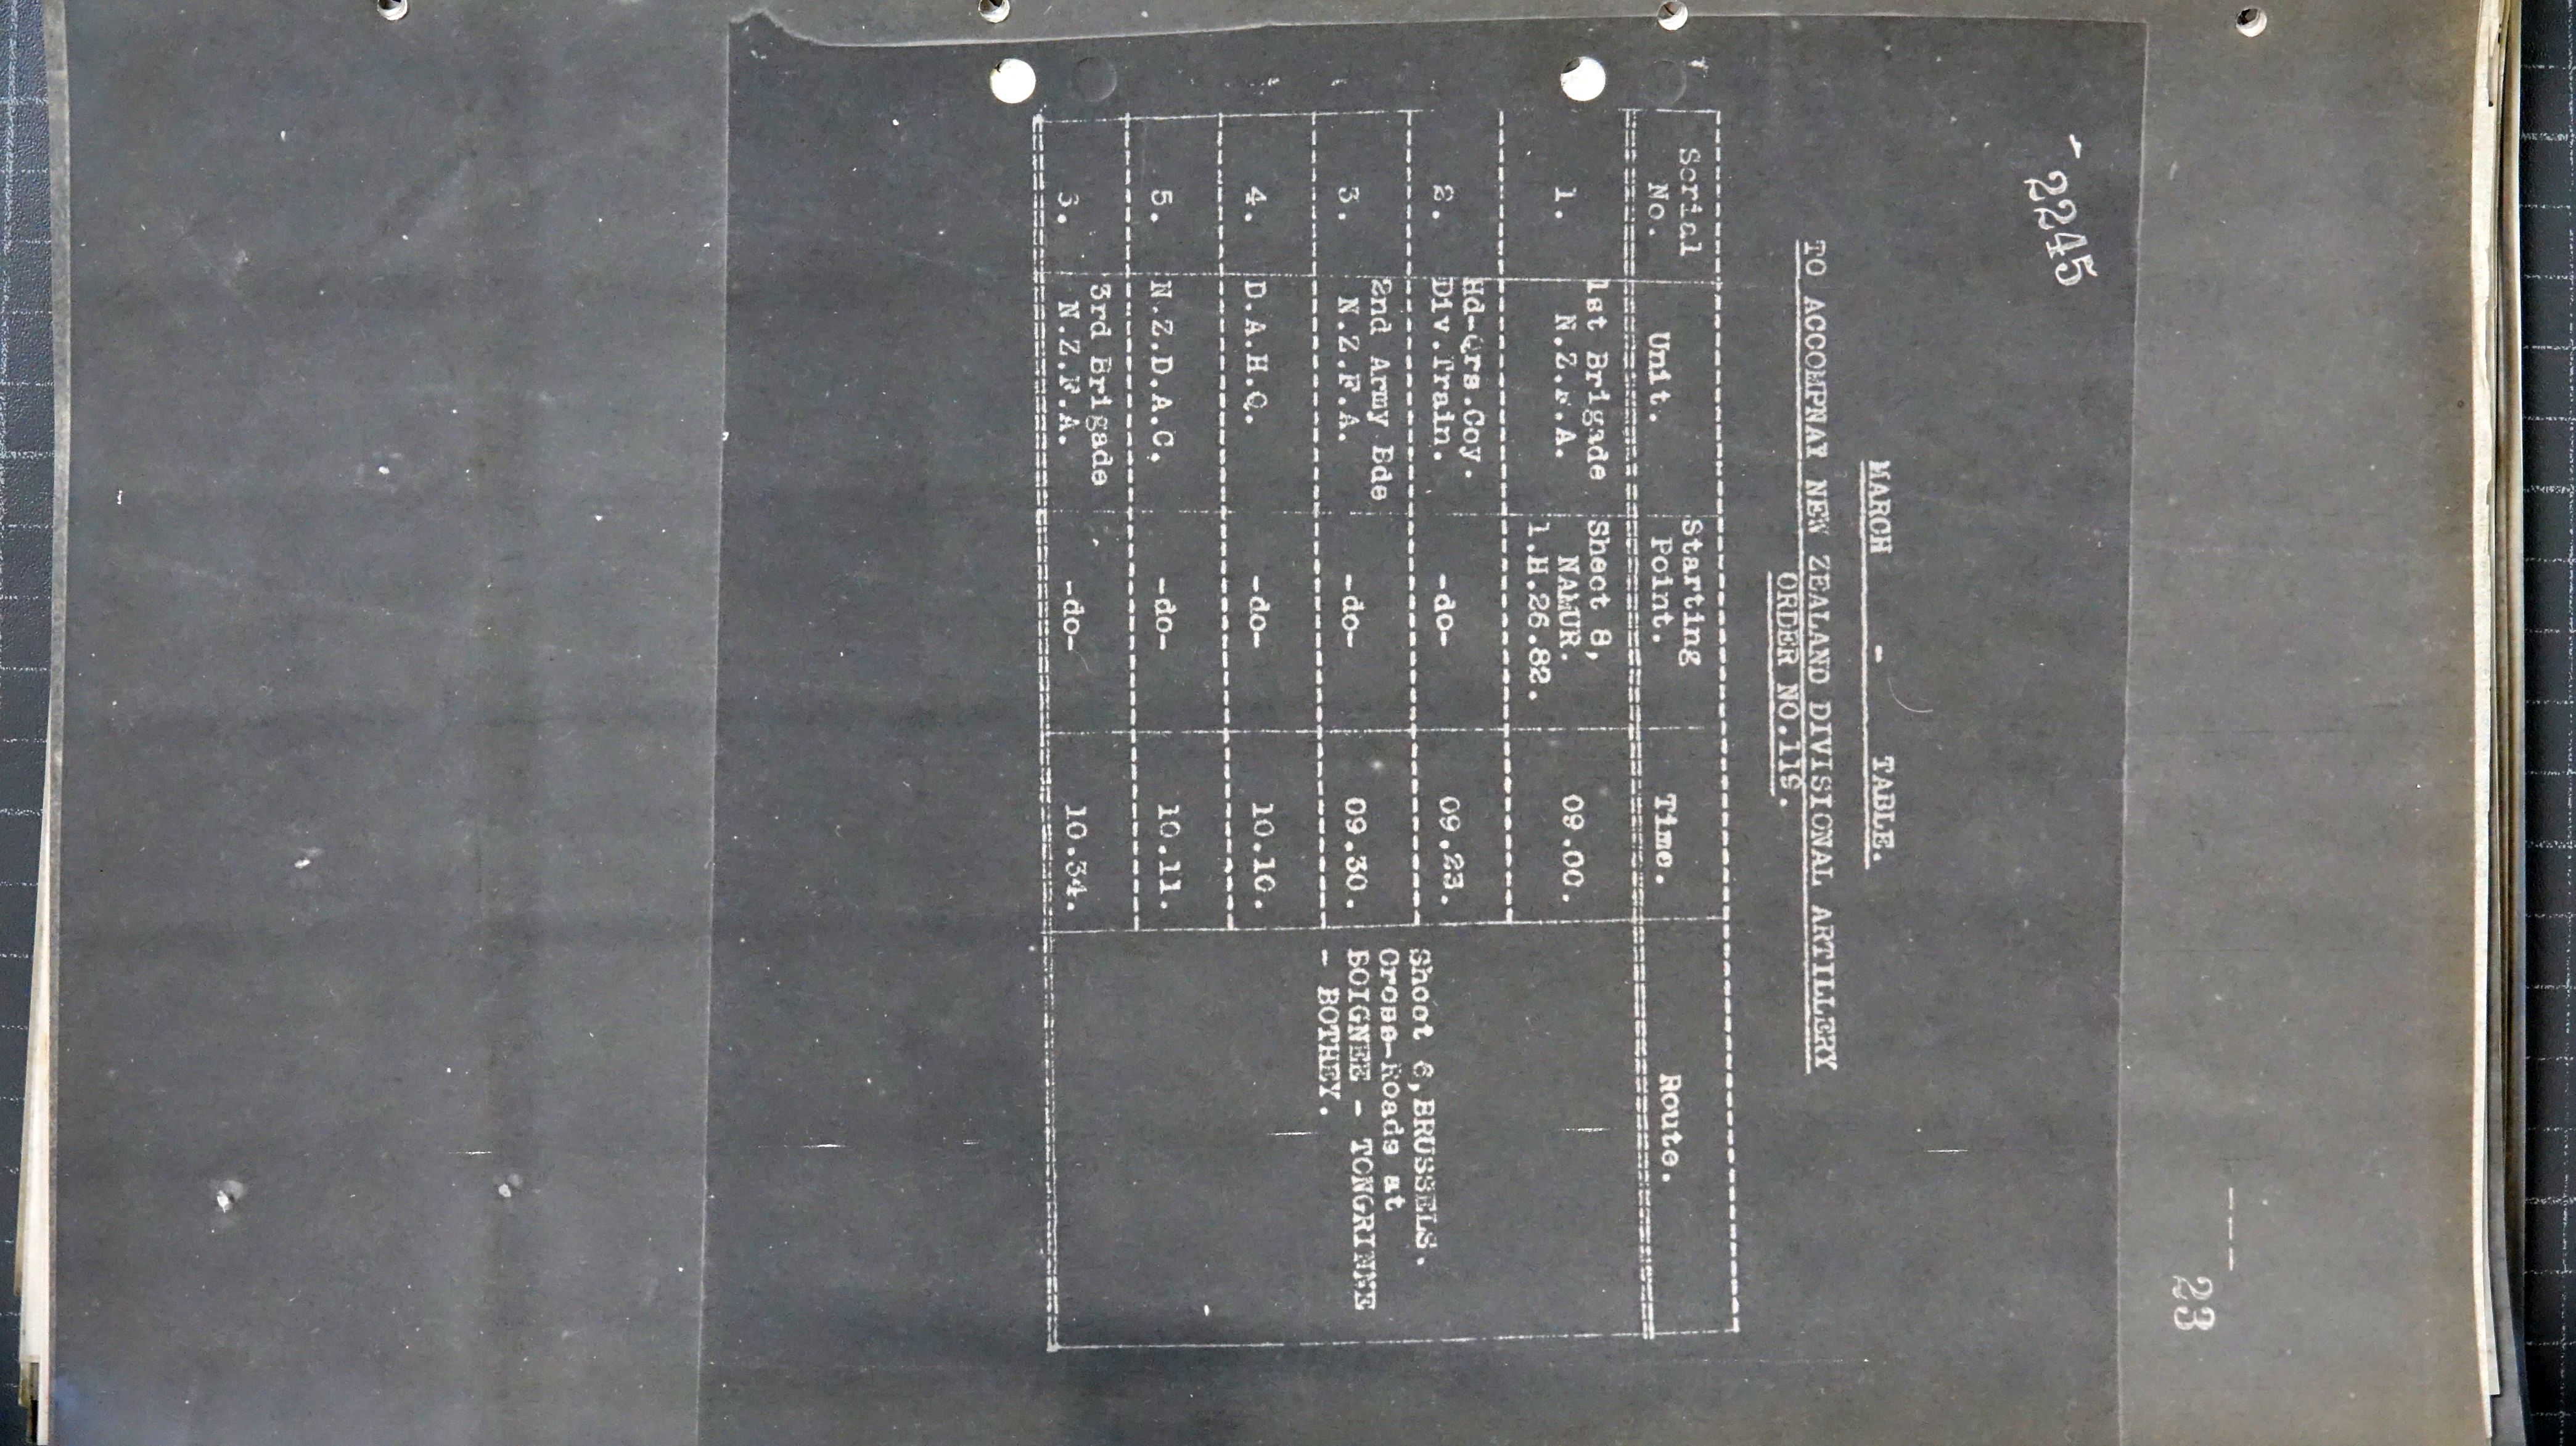 - 2245
--- 23
MARCH - TABLE.
TO ACCOMPNAY NEW ZEALAND DIVISIONAL ARTILLERY
ORDER NO.119.
Serial No. Unit. Starting Point. Time. Route.
1. 1st Brigade N.Z.F.A. Sheet 8, NAMUR. 1.H.26.82. 09.00.
2. Hd-Qrs.Coy. Div.Train. -do- 09.23.
3. 2nd Army Bde N.Z.F.A. -do- 09.30.
4. D.A.H.Q. -do- 10.10.
5. N.Z.D.A.C. -do- 10.11.
3rd Brigade N.Z.F.A. -do- 10.34.
Sheet 6,BRUSSELS.
Cross-Roads at
BOIGNEE - TONGRINNE
- BOTHEY.